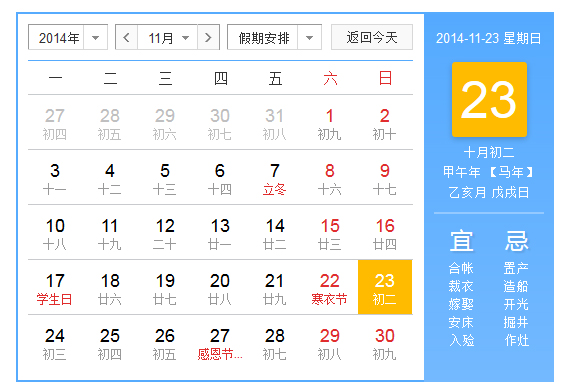 2014年 < 11月 > 假期安排 返回今天
一 二 三 四 五 六 日
27 28 29 30 31 1 2
初四 初五 初六 初七 初八 初九 初十
3 4 5 6 7 8 9
十一 十二 十三 十四 立冬 十六 十七
10 11 12 13 14 15 16
十八 十九 二十 廿一 廿二 廿三 廿四
17 18 19 20 21 22 23
学生日 廿六 廿七 廿八 廿九 寒衣节 初二
24 25 26 27 28 29 30
初三 初四 初五 感恩节... 初七 初八 初九
2014-11-23 星期日
23
十月初二
甲午年【马年】
乙亥月 戊戌日
宜 忌
合帐 置产
裁衣 造船
嫁娶 开光
安床 掘井
入殓 作灶